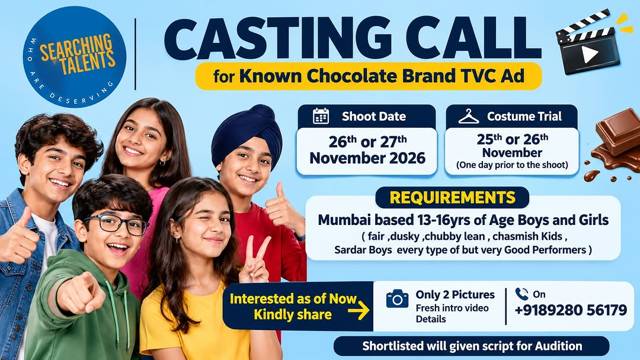 SEARCHING
TALENTS
WHO ARE DESERVING
CASTING CALL
for Known Chocolate Brand TVC Ad
Shoot Date
26th or 27th
November 2026
Costume Trial
25th or 26th
November
(One day prior to the shoot)
REQUIREMENTS
Mumbai based 13-16yrs of Age Boys and Girls
( fair ,dusky ,chubby lean , chasmish Kids ,
Sardar Boys every type of but very Good Performers )
Interested as of Now
Kindly share
Only 2 Pictures
Fresh intro video
Details
On
+9189280 56179
Shortlisted will given script for Audition